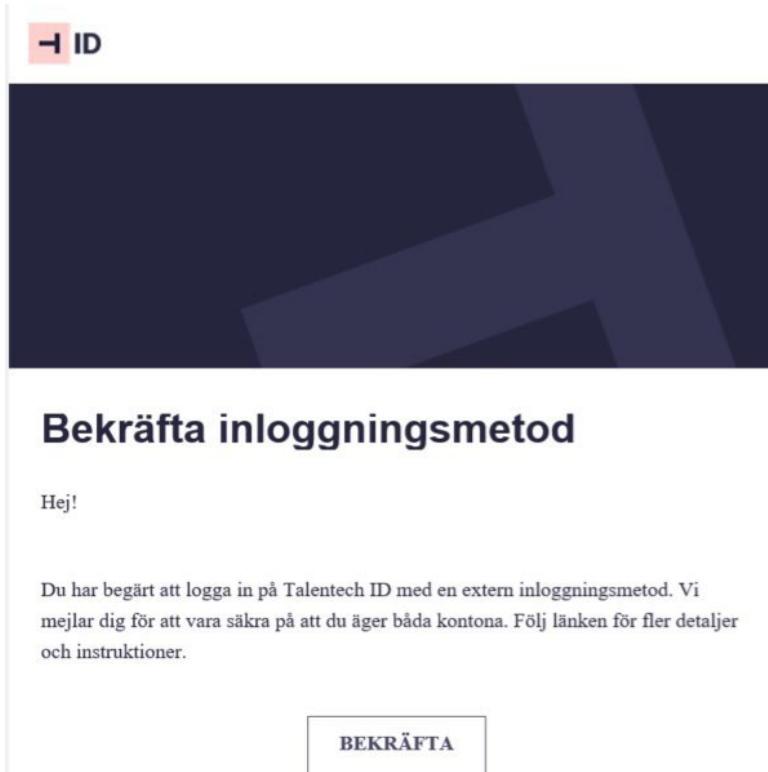 ID
Bekräfta inloggningsmetod
Hej!
Du har begärt att logga in på Talentech ID med en extern inloggningsmetod. Vi
mejlar dig för att vara säkra på att du äger båda kontona. Följ länken för fler detaljer
och instruktioner.
BEKRÄFTA